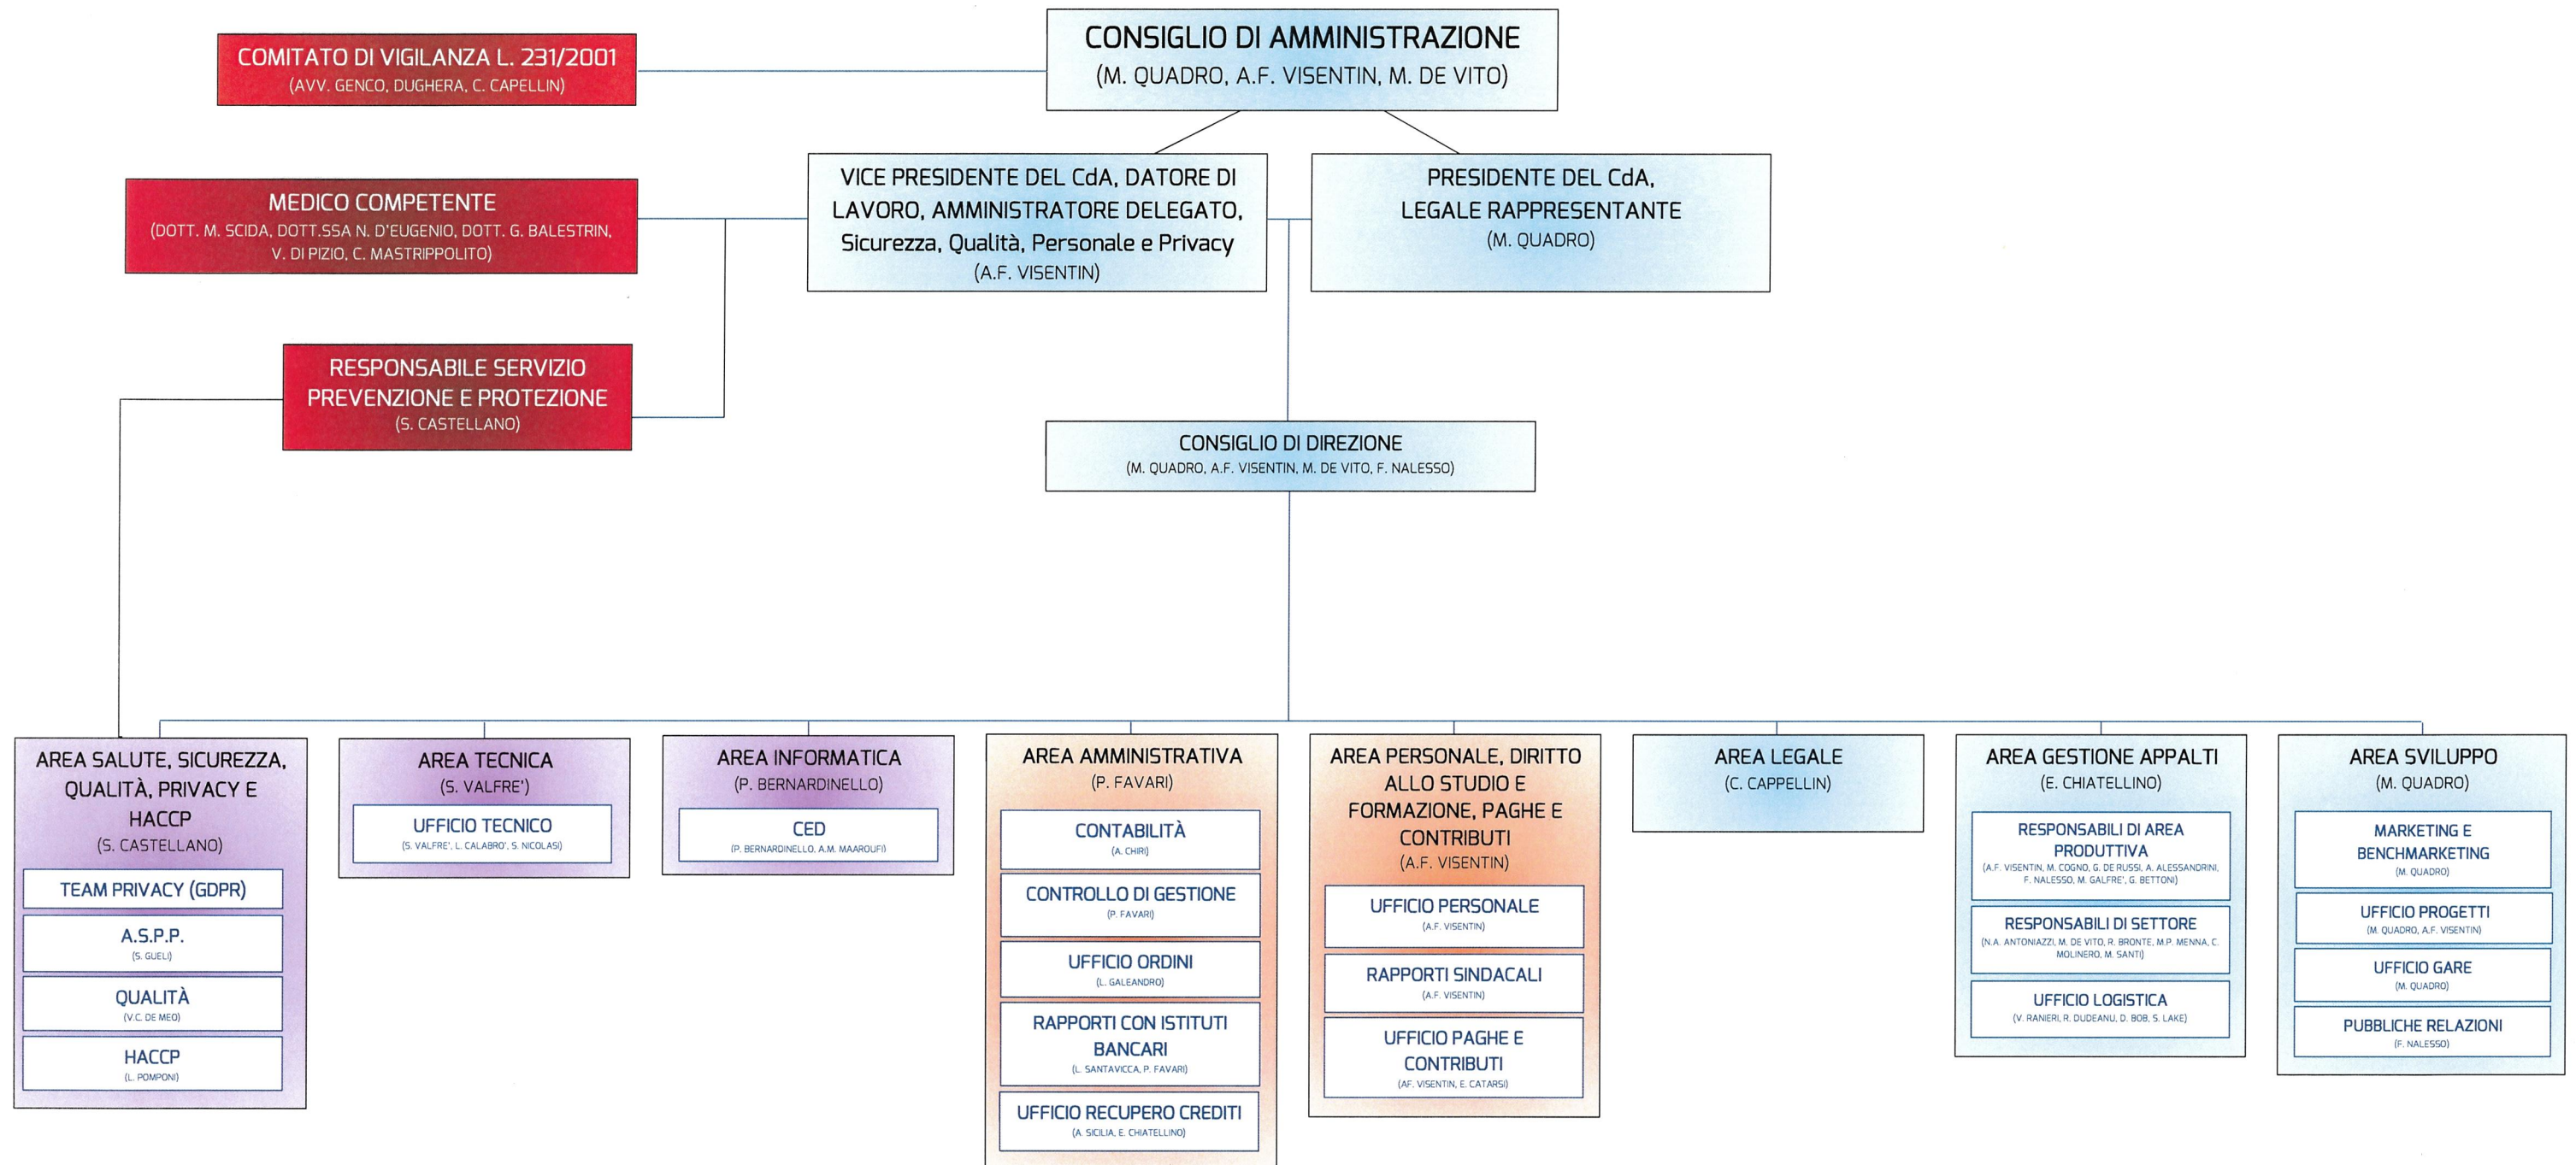 CONSIGLIO DI AMMINISTRAZIONE
(M. QUADRO, A.F. VISENTIN, M. DE VITO)
COMITATO DI VIGILANZA L. 231/2001
(AVV. GENCO, DUGHERA, C. CAPELLIN)
MEDICO COMPETENTE
(DOTT. M. SCIDA, DOTT.SSA N. D'EUGENIO, DOTT. G. BALESTRIN,
V. DI PIZIO, C. MASTRIPPOLITO)
VICE PRESIDENTE DEL CdA, DATORE DI
LAVORO, AMMINISTRATORE DELEGATO,
Sicurezza, Qualità, Personale e Privacy
(A.F. VISENTIN)
PRESIDENTE DEL CdA,
LEGALE RAPPRESENTANTE
(M. QUADRO)
RESPONSABILE SERVIZIO
PREVENZIONE E PROTEZIONE
(S. CASTELLANO)
CONSIGLIO DI DIREZIONE
(M. QUADRO, A.F. VISENTIN, M. DE VITO, F. NALESSO)
AREA SALUTE, SICUREZZA,
QUALITÀ, PRIVACY E
HACCP
(S. CASTELLANO)
TEAM PRIVACY (GDPR)
A.S.P.P.
(S. GUELI)
QUALITÀ
(V.C. DE MEO)
HACCP
(L. POMPONI)
AREA TECNICA
(S. VALFRE')
UFFICIO TECNICO
(S. VALFRE', L. CALABRO', S. NICOLASI)
AREA INFORMATICA
(P. BERNARDINELLO)
CED
(P. BERNARDINELLO, A.M. MAAROUFI)
AREA AMMINISTRATIVA
(P. FAVARI)
CONTABILITÀ
(A. CHIRI)
CONTROLLO DI GESTIONE
(P. FAVARI)
UFFICIO ORDINI
(L. GALEANDRO)
RAPPORTI CON ISTITUTI
BANCARI
(L. SANTAVICCA, P. FAVARI)
UFFICIO RECUPERO CREDITI
(A. SICILIA, E. CHIATELLINO)
AREA PERSONALE, DIRITTO
ALLO STUDIO E
FORMAZIONE, PAGHE E
CONTRIBUTI
(A.F. VISENTIN)
UFFICIO PERSONALE
(A.F. VISENTIN)
RAPPORTI SINDACALI
(A.F. VISENTIN)
UFFICIO PAGHE E
CONTRIBUTI
(AF. VISENTIN, E. CATARSI)
AREA LEGALE
(C. CAPPELLIN)
AREA GESTIONE APPALTI
(E. CHIATELLINO)
RESPONSABILI DI AREA
PRODUTTIVA
(A.F. VISENTIN, M. COGNO, G. DE RUSSI, A. ALESSANDRINI,
F. NALESSO, M. GALFRE', G. BETTONI)
RESPONSABILI DI SETTORE
(N.A. ANTONIAZZI, M. DE VITO, R. BRONTE, M.P. MENNA, C.
MOLINERO, M. SANTI)
UFFICIO LOGISTICA
(V. RANIERI, R. DUDEANU, D. BOB, S. LAKE)
AREA SVILUPPO
(M. QUADRO)
MARKETING E
BENCHMARKETING
(M. QUADRO)
UFFICIO PROGETTI
(M. QUADRO, A.F. VISENTIN)
UFFICIO GARE
(M. QUADRO)
PUBBLICHE RELAZIONI
(F. NALESSO)